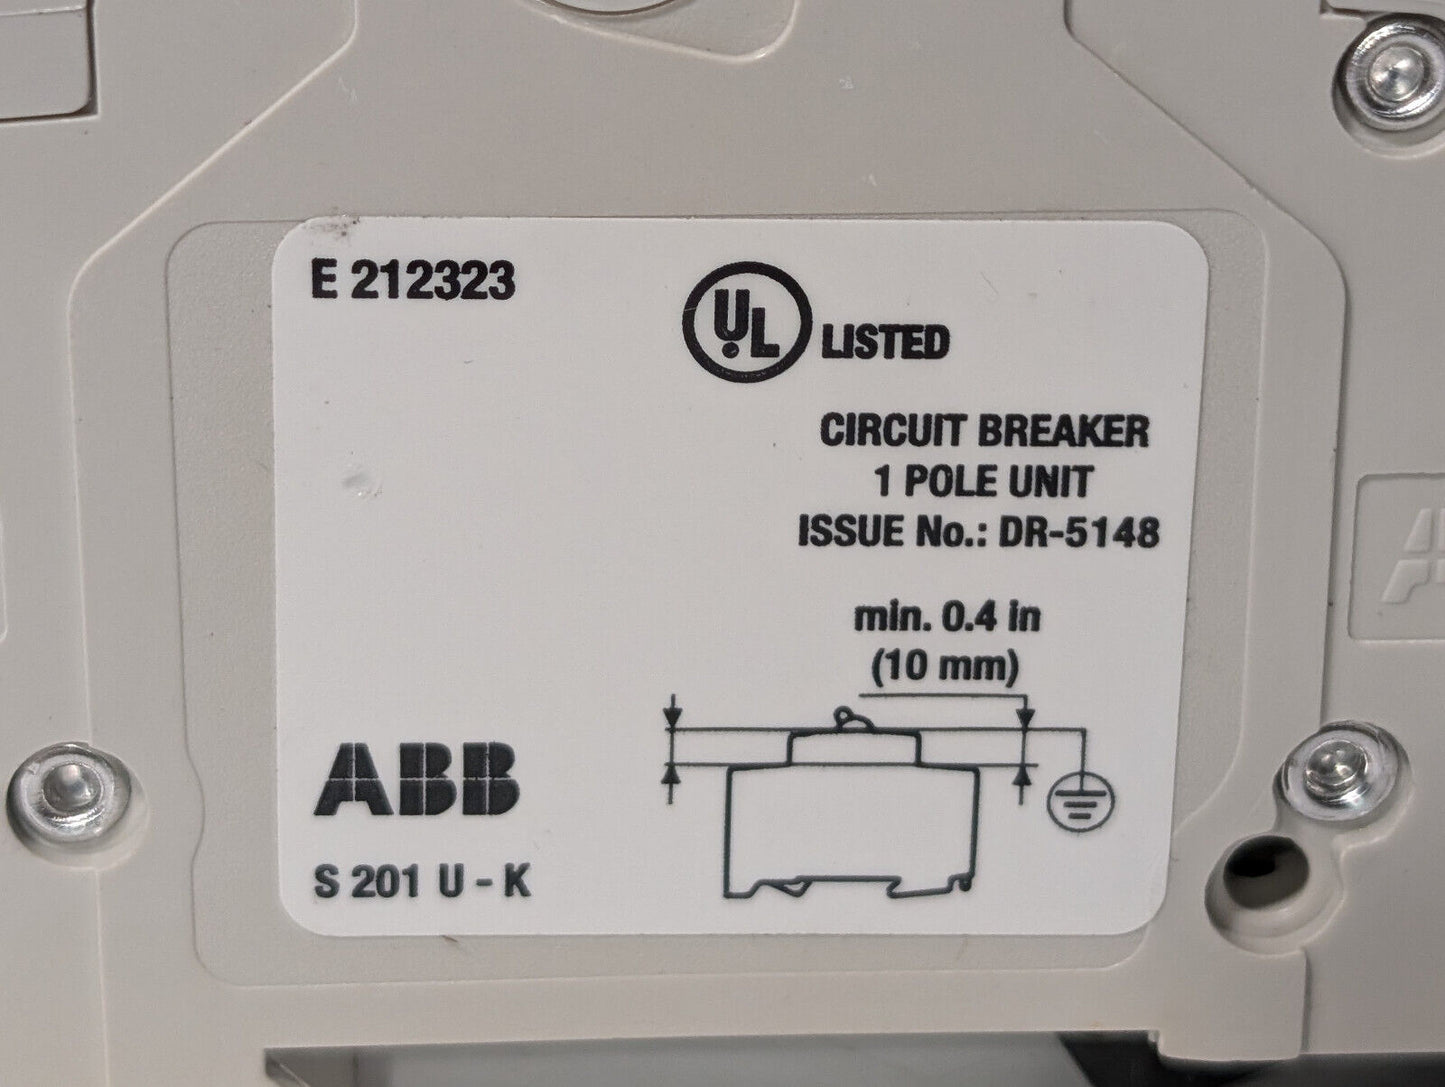 E 212323
UL LISTED
CIRCUIT BREAKER
1 POLE UNIT
ISSUE No.: DR-5148
min. 0.4 in
(10 mm)
ABB
S 201 U - K